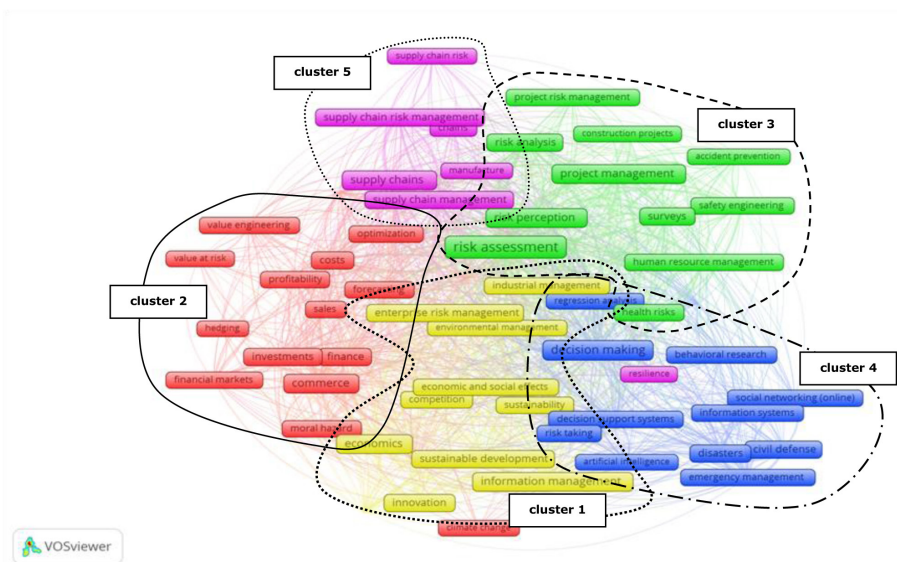 supply chain risk
cluster 5
project risk management
supply chain risk management
cluster 3
chains
construction projects
risk analysis
accident prevention
manufacture
project management
supply chains
supply chain management
safety engineering
risk perception
surveys
value engineering
optimization
risk assessment
value at risk
costs
human resource management
profitability
industrial management
forecasting
cluster 2
regression analysis
sales
enterprise risk management
health risks
hedging
environmental management
decision making
investments
finance
behavioral research
cluster 4
financial markets
commerce
resilience
economic and social effects
competition
social networking (online)
sustainability
information systems
decision support systems
moral hazard
risk taking
economics
disasters
civil defense
sustainable development
artificial intelligence
information management
emergency management
innovation
cluster 1
climate change
VOSviewer